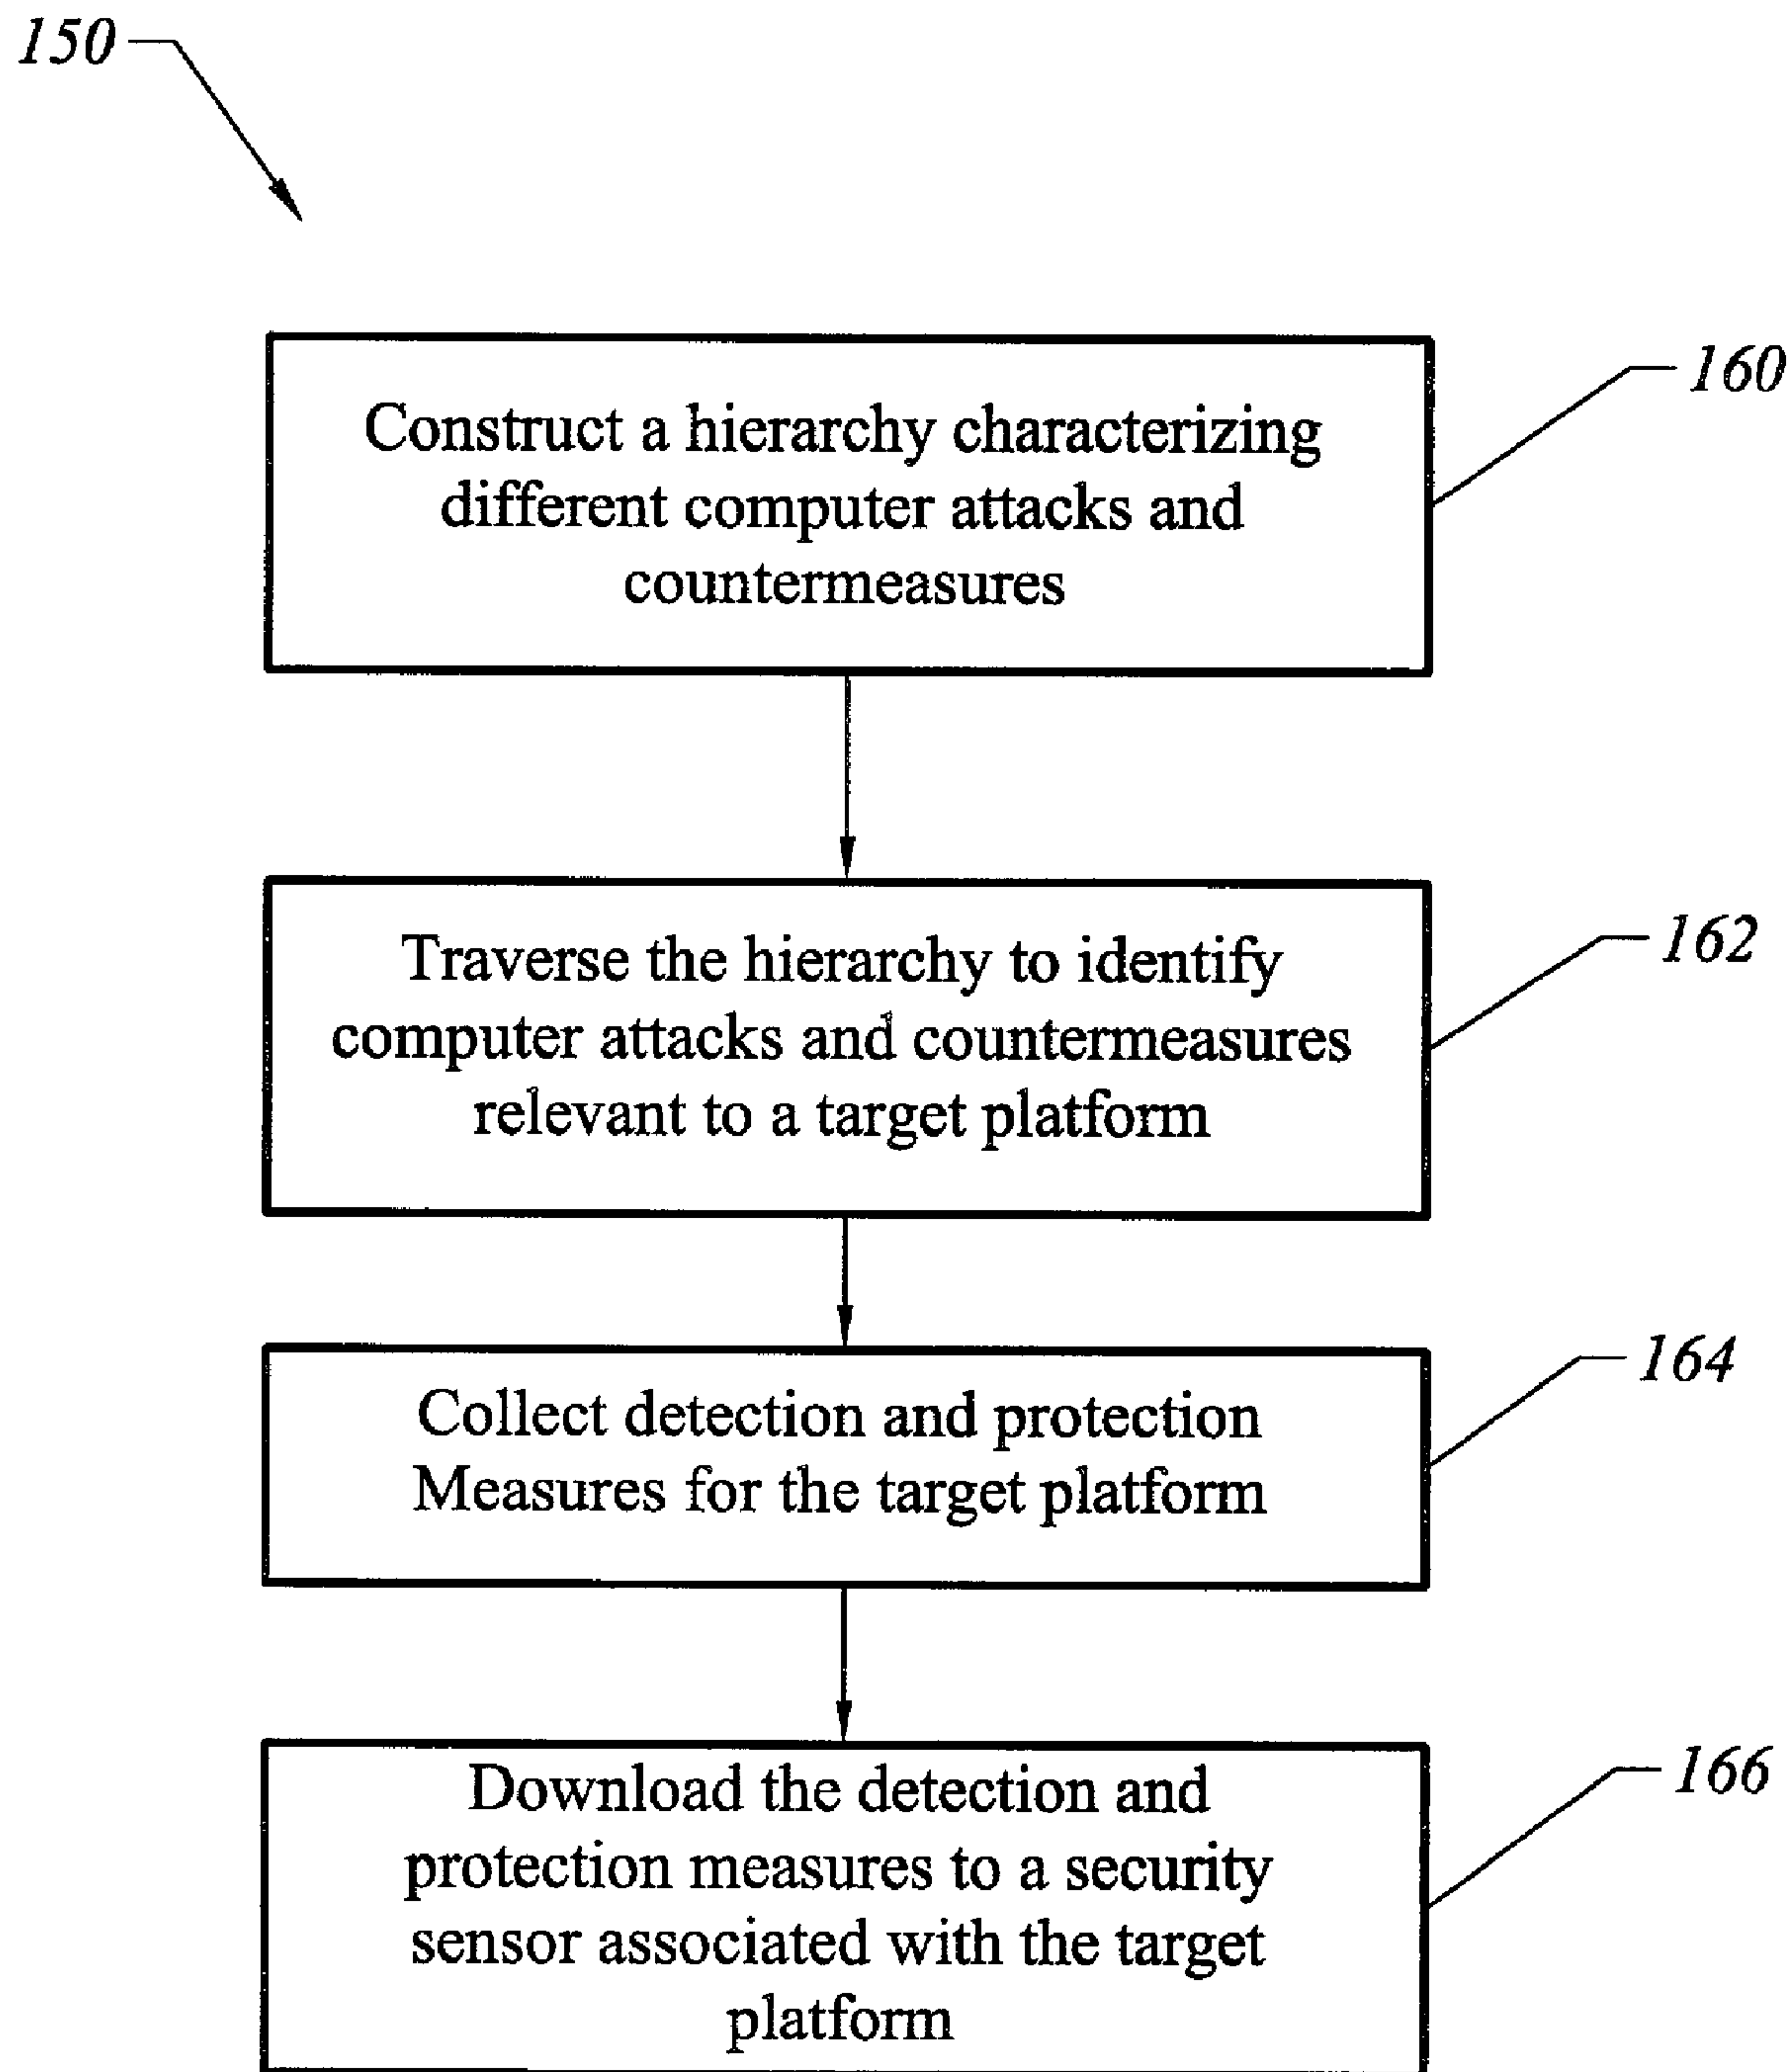 150
160
Construct a hierarchy characterizing
different computer attacks and
countermeasures
162
Traverse the hierarchy to identify
computer attacks and countermeasures
relevant to a target platform
164
Collect detection and protection
Measures for the target platform
166
Download the detection and
protection measures to a security
sensor associated with the target
platform